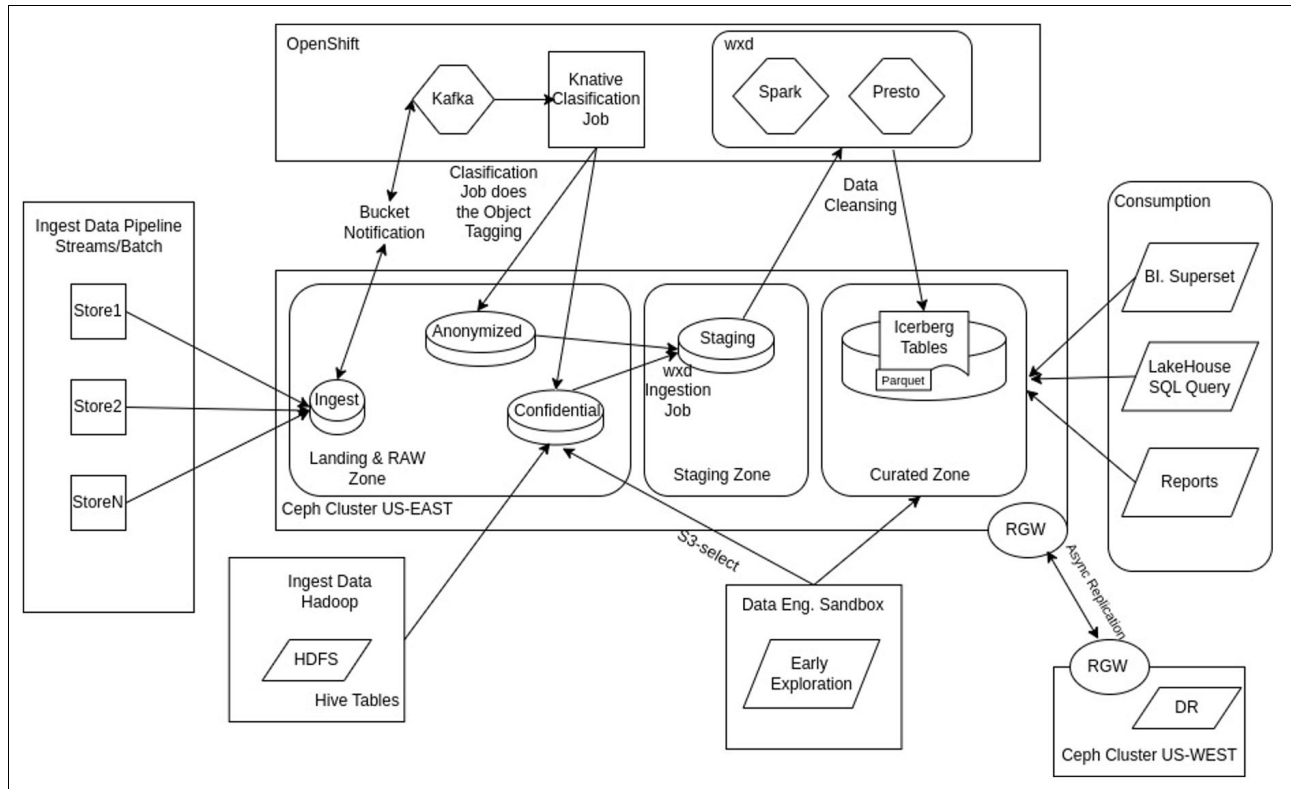 OpenShift
wxd
Kafka
Knative
Clasification
Job
Spark
Presto
Clasification
Job does
the Object
Tagging
Data
Cleansing
Bucket
Notification
Ingest Data Pipeline
Streams/Batch
Store1
Store2
StoreN
Ingest
Anonymized
Confidential
Landing & RAW
Zone
Staging
wxd
Ingestion
Job
Staging Zone
Icerberg
Tables
Parquet
Curated Zone
Ceph Cluster US-EAST
Consumption
BI. Superset
LakeHouse
SQL Query
Reports
RGW
Async Replication
S3-select
Ingest Data
Hadoop
HDFS
Hive Tables
Data Eng. Sandbox
Early
Exploration
RGW
DR
Ceph Cluster US-WEST